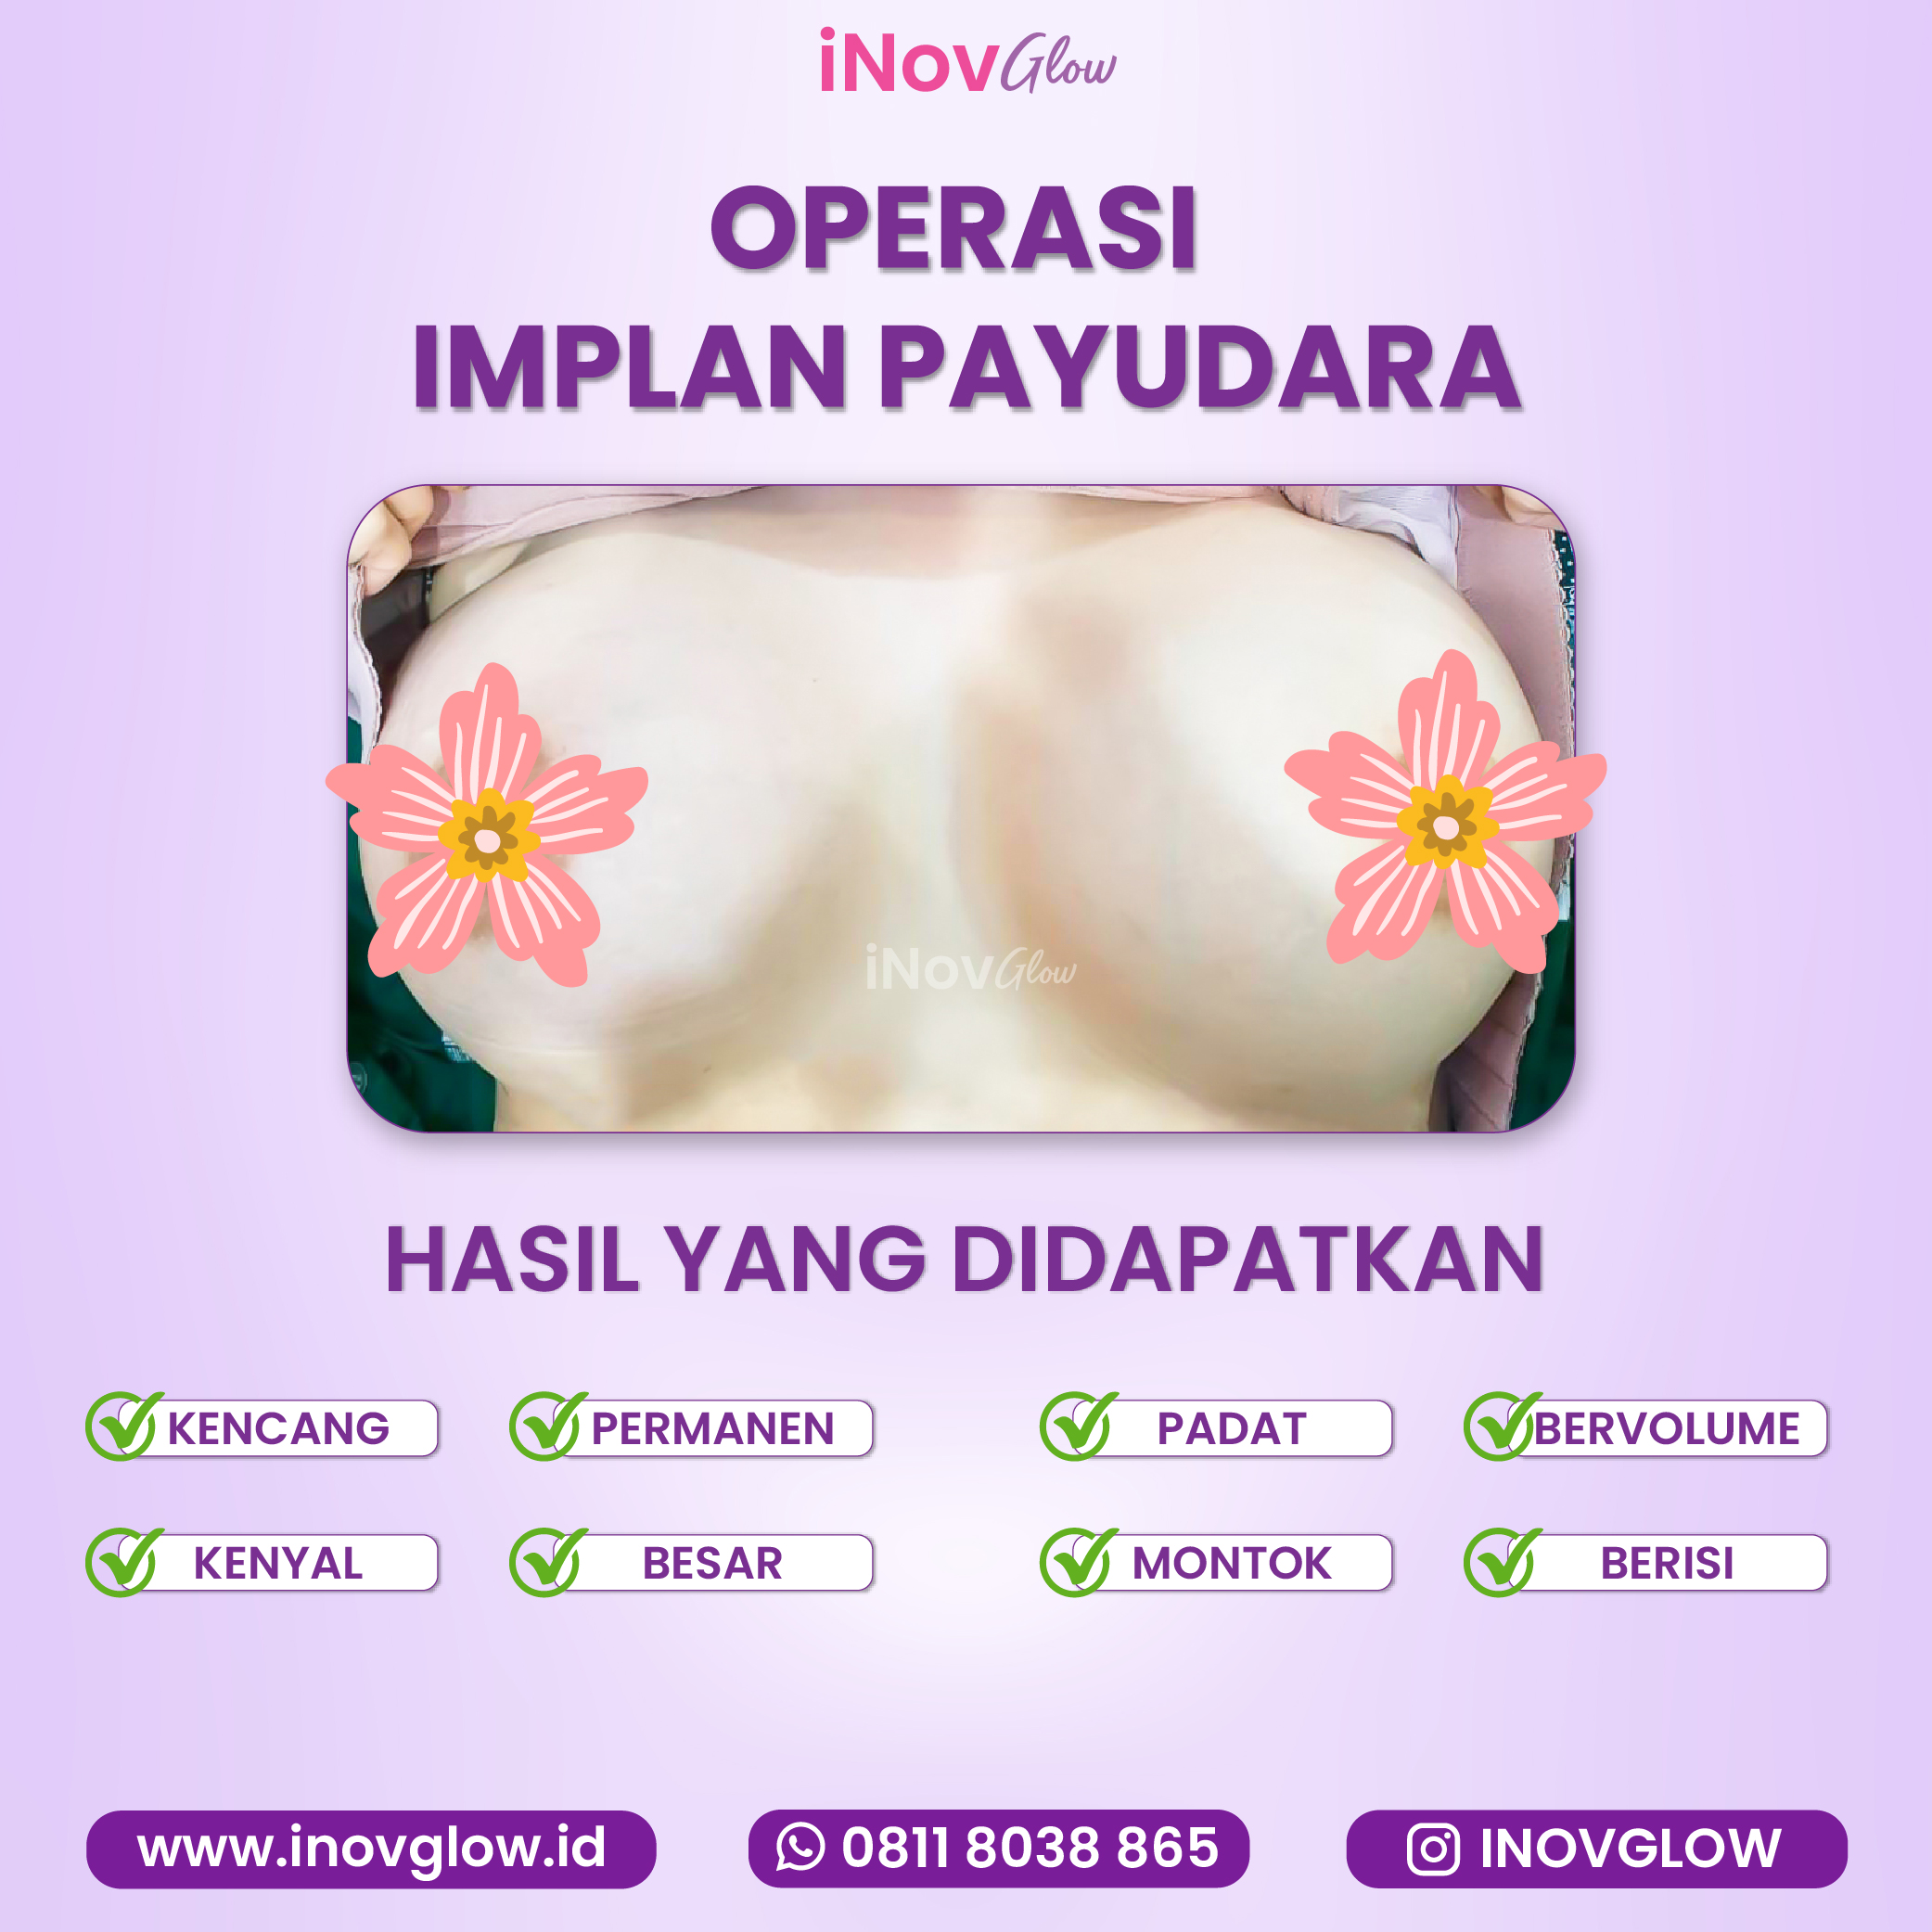 iNovGlow
OPERASI
IMPLAN PAYUDARA
iNovGlow
HASIL YANG DIDAPATKAN
KENCANG PERMANEN PADAT BERVOLUME
KENYAL BESAR MONTOK BERISI
www.inovglow.id 0811 8038 865 INOVGLOW